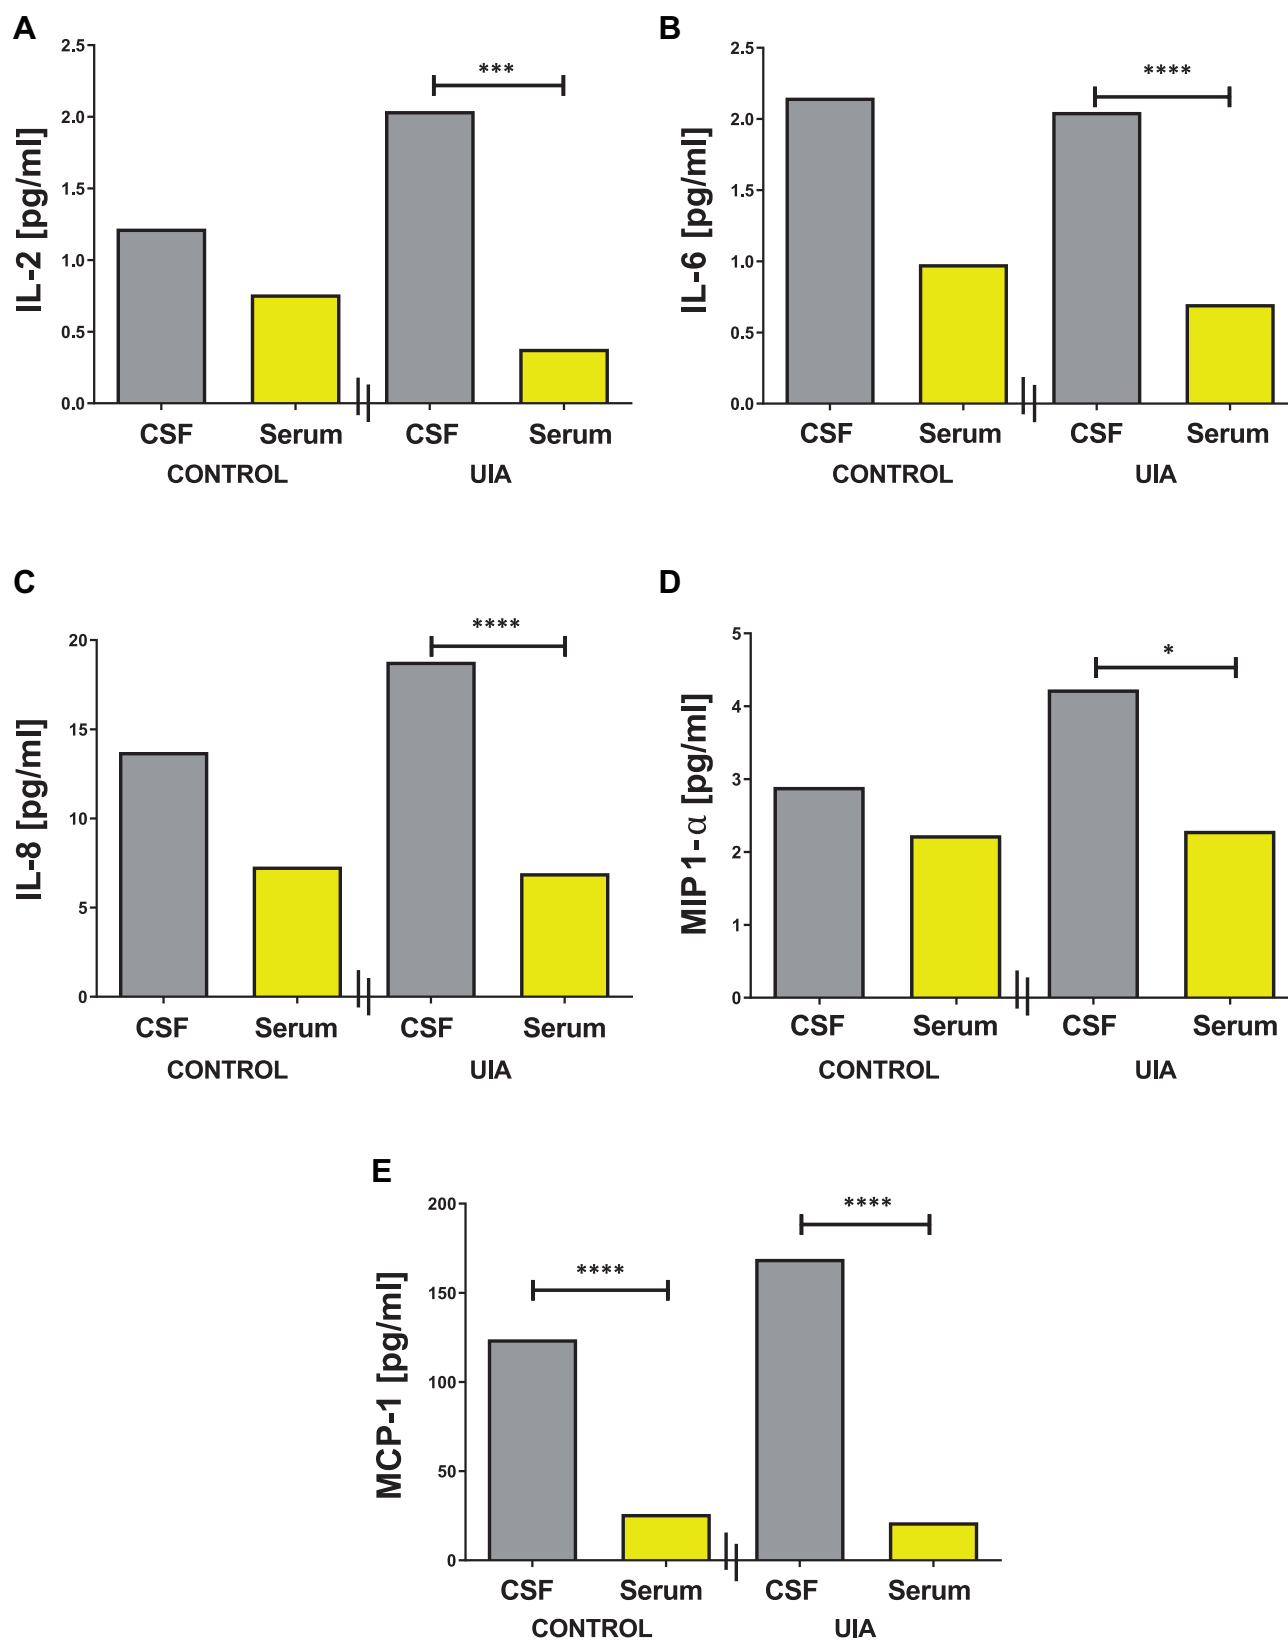 A
IL-2 [pg/ml]
2.5
2.0
1.5
1.0
0.5
0.0
***
CSF Serum CSF Serum
CONTROL UIA
B
IL-6 [pg/ml]
2.5
2.0
1.5
1.0
0.5
0.0
****
CSF Serum CSF Serum
CONTROL UIA
C
IL-8 [pg/ml]
20
15
10
5
0
****
CSF Serum CSF Serum
CONTROL UIA
D
MIP 1-α [pg/ml]
5
4
3
2
1
0
*
CSF Serum CSF Serum
CONTROL UIA
E
MCP-1 [pg/ml]
200
150
100
50
0
****
****
CSF Serum CSF Serum
CONTROL UIA